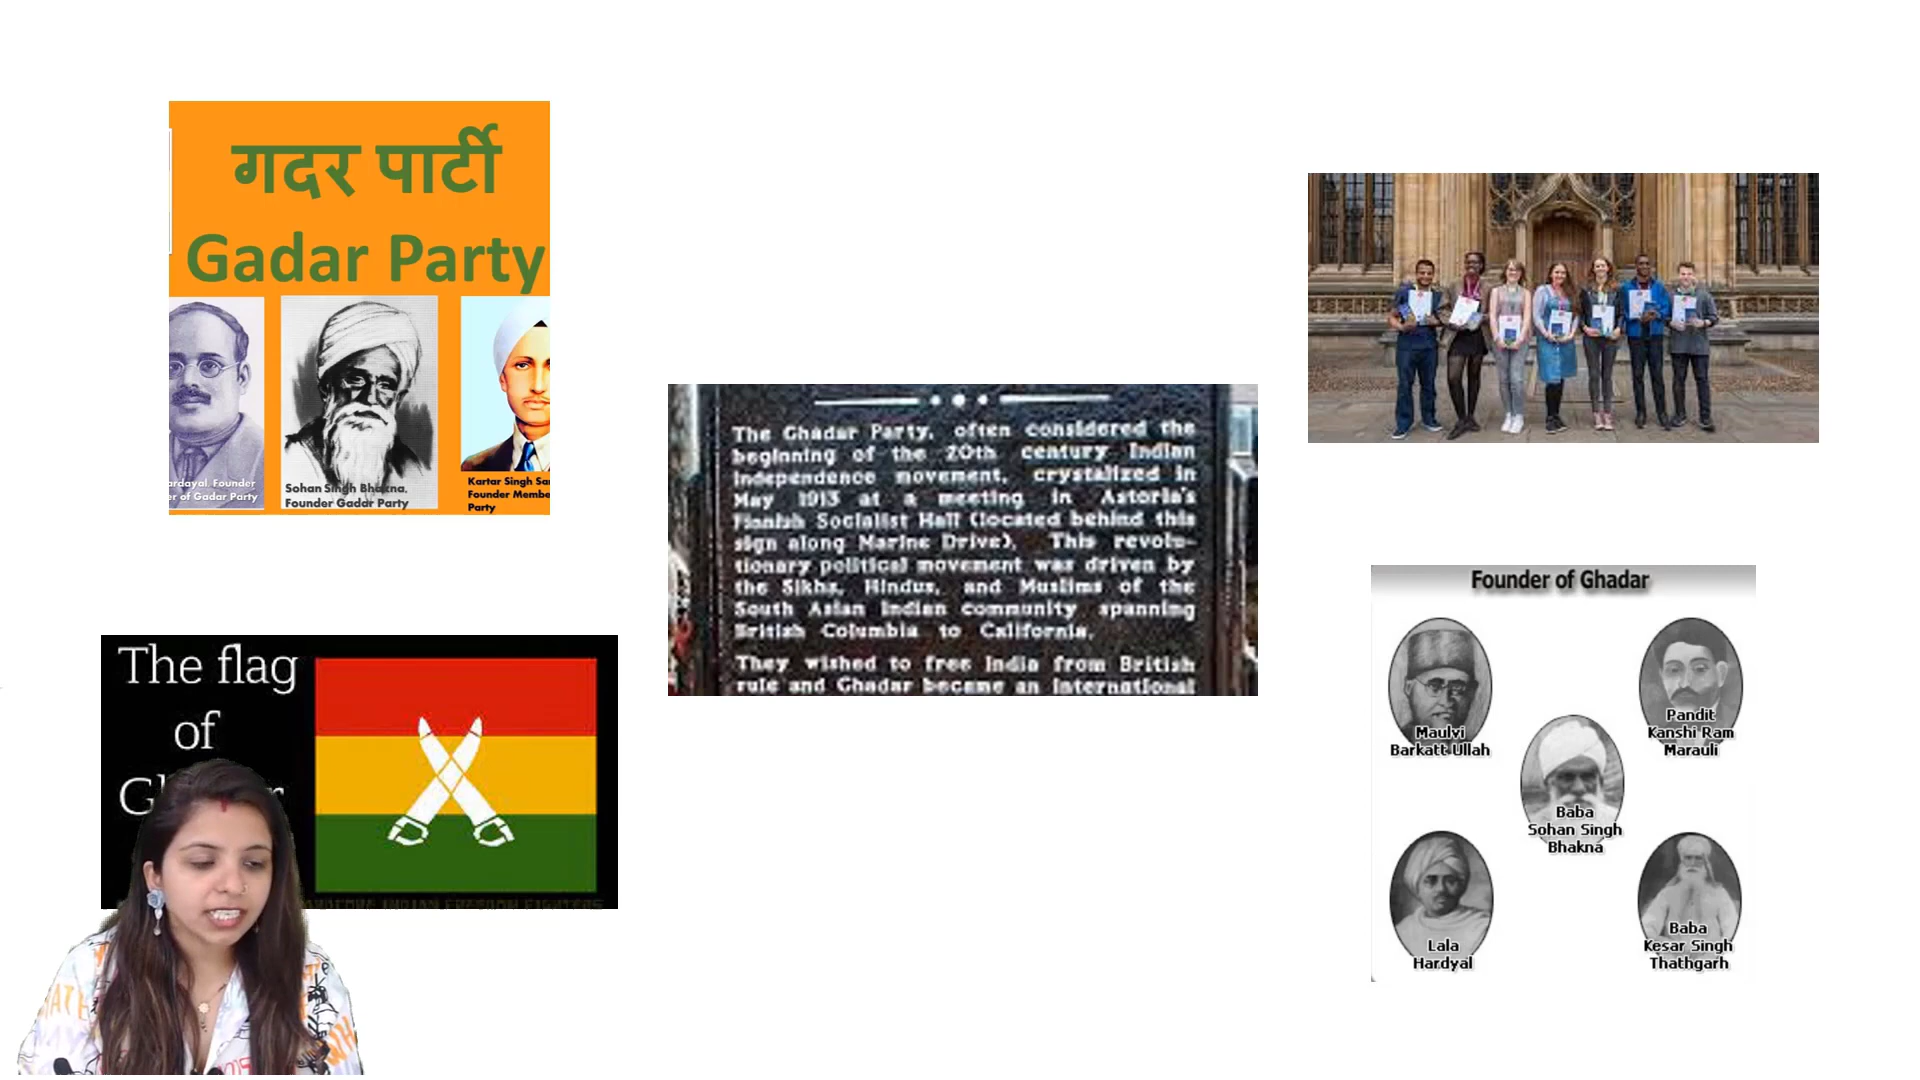 गदर पार्टी
Gadar Party
ardayal, Founder
er of Gadar Party
Sohan Singh Bhakna,
Founder Gadar Party
Kartar Singh Sar
Founder Membe
Party
The flag
of
The Ghadar Party, often considered the
beginning of the 20th century Indian
Independence movement, crystalized in
May 1913 at a meeting in Astoria's
Finnish Socialist Hall (located behind this
sign along Marine Drive). This revolu-
tionary political movement was driven by
the Sikhs, Hindus, and Muslims of the
South Asian Indian community spanning
British Columbia to California.
They wished to free India from British
rule and Ghadar became an international
Founder of Ghadar
Maulvi
Barkatt Ullah
Pandit
Kanshi Ram
Marauli
Baba
Sohan Singh
Bhakna
Lala
Hardyal
Baba
Kesar Singh
Thathgarh